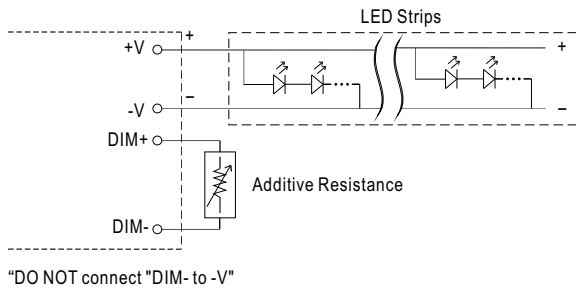 LED Strips
+V + +
-V – –
DIM+
Additive Resistance
DIM-
“DO NOT connect "DIM- to -V"